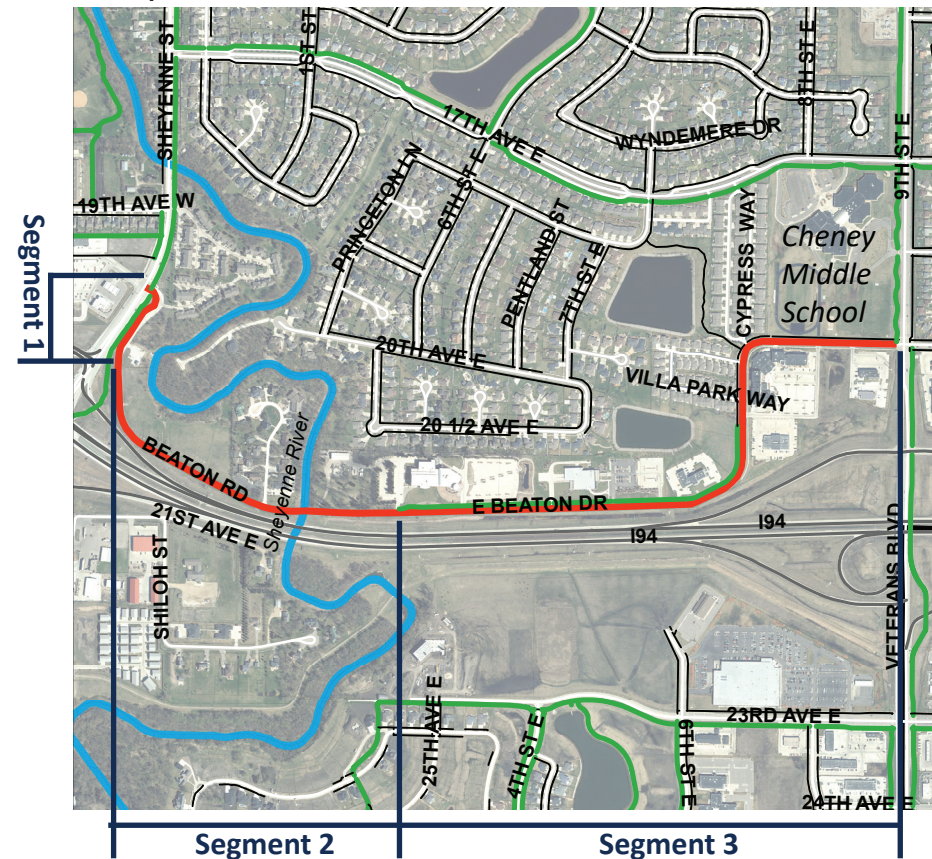 SHEYENNE ST
1ST ST
8TH ST E
17TH AVE E
WYNDEMERE DR
9TH ST E
19TH AVE W
PRINCETON LN
6TH ST E
PENTLAND ST
7TH ST E
CYPRESS WAY
Cheney
Middle
School
Segment 1
20TH AVE E
VILLA PARK WAY
20 1/2 AVE E
BEATON RD
Sheyenne River
E BEATON DR
21ST AVE E
I94
I94
SHILOH ST
VETERANS BLVD
25TH AVE E
4TH ST E
6TH ST E
23RD AVE E
24TH AVE E
Segment 2
Segment 3